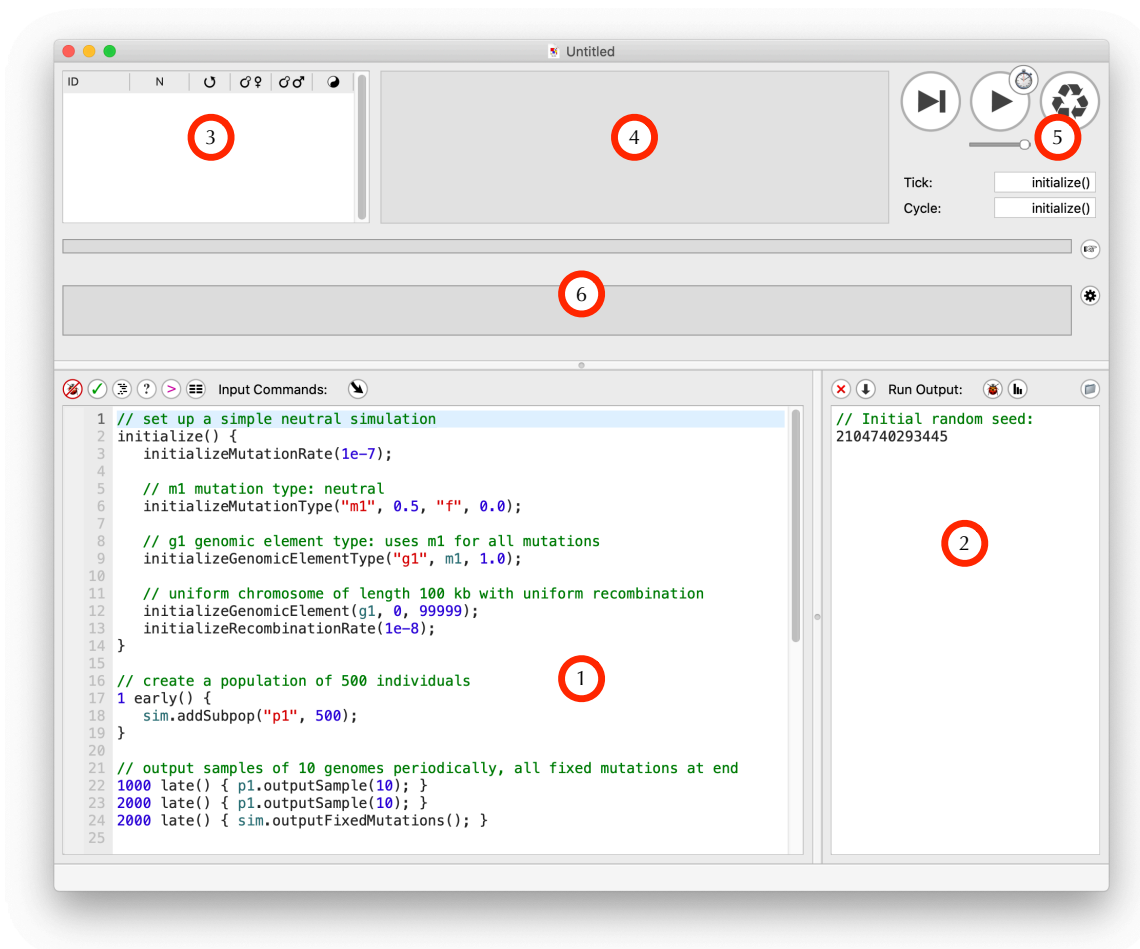 Untitled
ID N
3
4
5
Tick: initialize()
Cycle: initialize()
6
Input Commands:
Run Output:
1 // set up a simple neutral simulation
2 initialize() {
3 initializeMutationRate(1e-7);
4
5 // m1 mutation type: neutral
6 initializeMutationType("m1", 0.5, "f", 0.0);
7
8 // g1 genomic element type: uses m1 for all mutations
9 initializeGenomicElementType("g1", m1, 1.0);
10
11 // uniform chromosome of length 100 kb with uniform recombination
12 initializeGenomicElement(g1, 0, 99999);
13 initializeRecombinationRate(1e-8);
14 }
15
16 // create a population of 500 individuals
17 1 early() {
18 sim.addSubpop("p1", 500);
19 }
20
21 // output samples of 10 genomes periodically, all fixed mutations at end
22 1000 late() { p1.outputSample(10); }
23 2000 late() { p1.outputSample(10); }
24 2000 late() { sim.outputFixedMutations(); }
25
1
// Initial random seed:
2104740293445
2